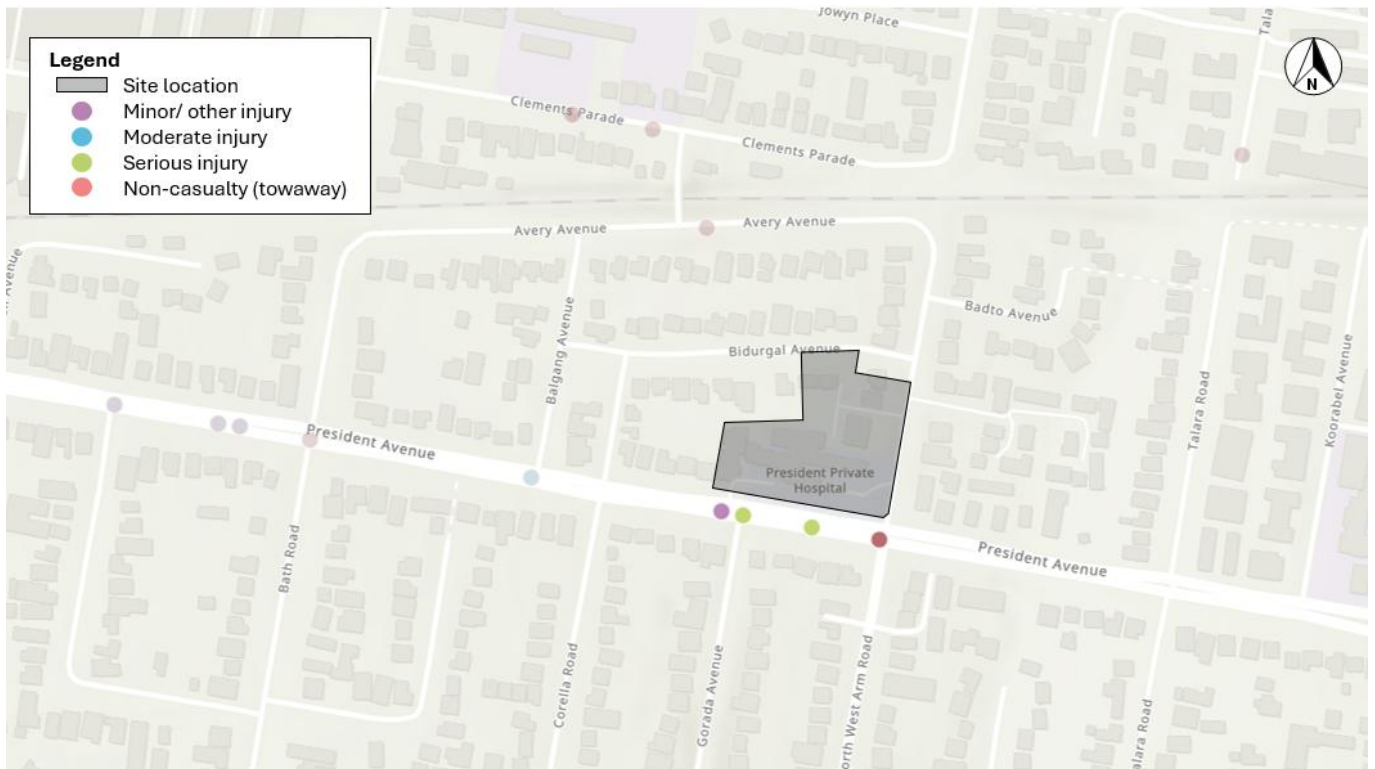 Jowyn Place
Legend
Site location
Minor/ other injury
Moderate injury
Serious injury
Non-casualty (towaway)
N
Clements Parade
Clements Parade
Avery Avenue
Avery Avenue
Badto Avenue
Balgang Avenue
Bidurgal Avenue
Talara Road
Koorabel Avenue
President Avenue
President Private
Hospital
President Avenue
Bath Road
Corella Road
Gorada Avenue
orth West Arm Road
alara Road
Tala
Avenue